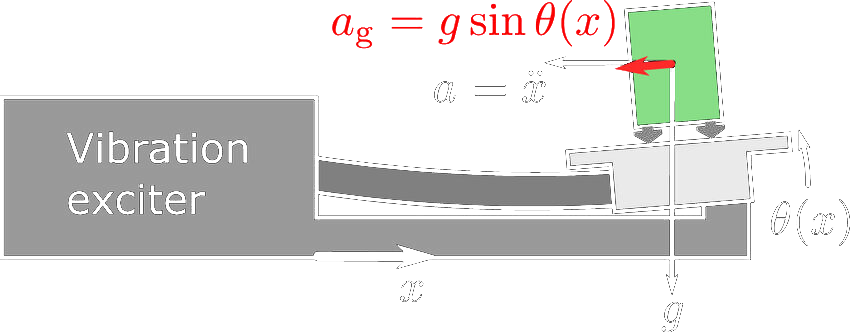 a_g = g sin θ(x)
a = ẍ
Vibration
exciter
θ(x)
x
g